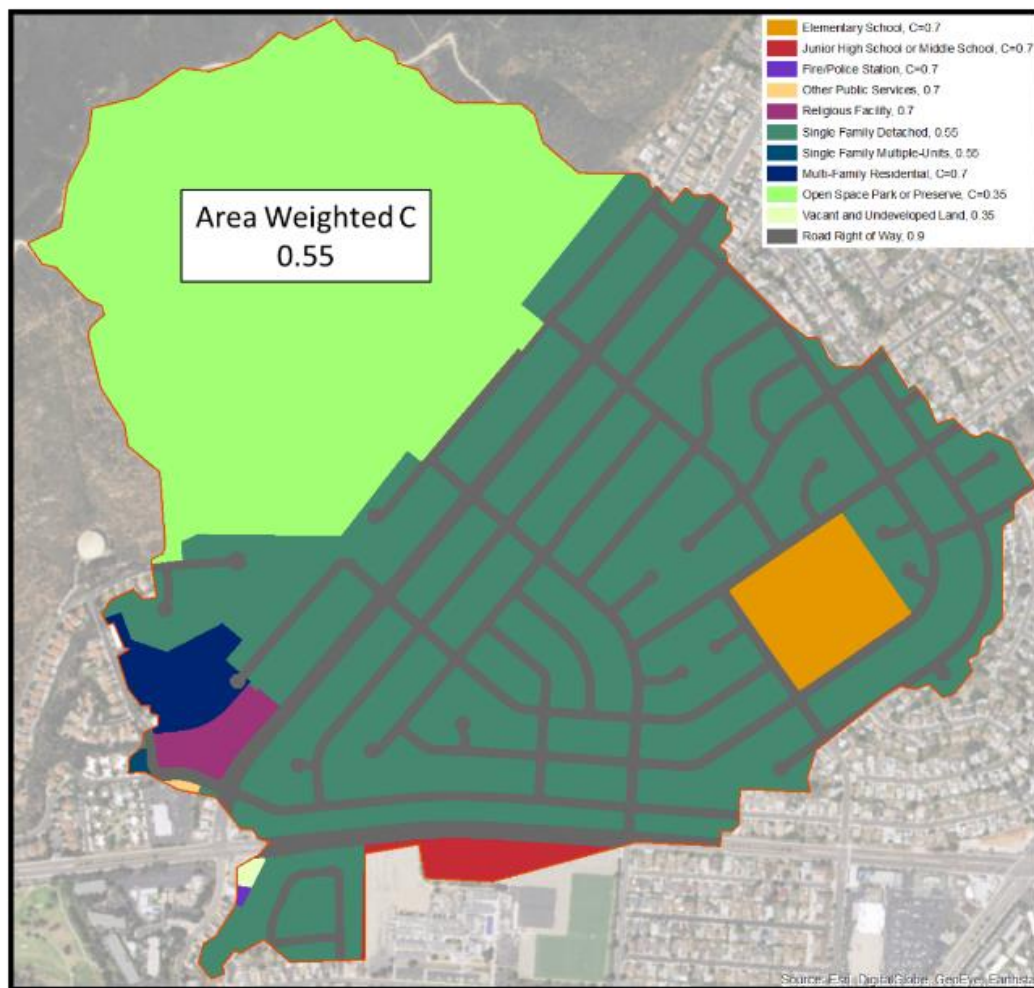 Elementary School, C=0.7
Junior High School or Middle School, C=0.7
Fire/Police Station, C=0.7
Other Public Services, 0.7
Religious Facility, 0.7
Single Family Detached, 0.55
Single Family Multiple-Units, 0.55
Multi-Family Residential, C=0.7
Open Space Park or Preserve, C=0.35
Vacant and Undeveloped Land, 0.35
Road Right of Way, 0.9
Area Weighted C
0.55
Source: Esri, DigitalGlobe, GeoEye, Earthsta